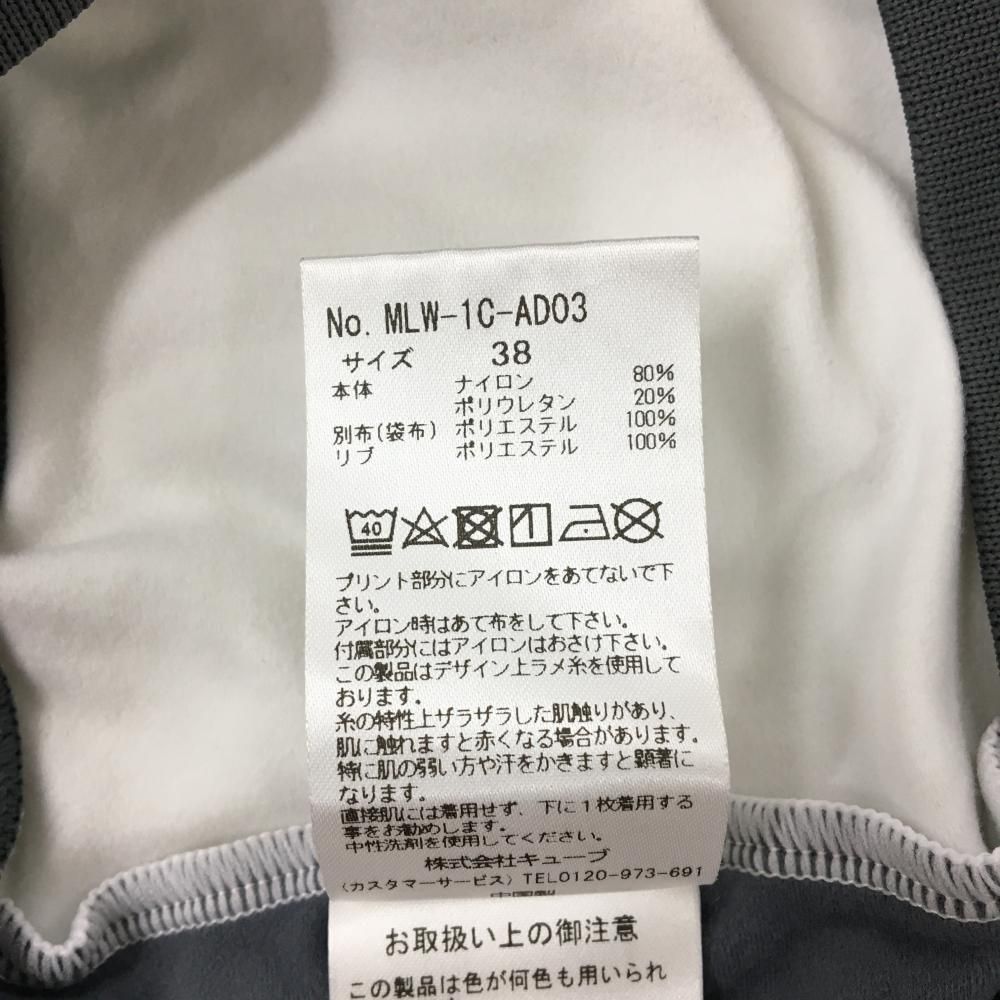 No. MLW-1C-AD03
サイズ 38
本体 ナイロン 80%
ポリウレタン 20%
別布(袋布) ポリエステル 100%
リブ ポリエステル 100%
40
プリント部分にアイロンをあてないで下
さい。
アイロン時はあて布をして下さい。
付属部分にはアイロンはおさけ下さい。
この製品はデザイン上ラメ糸を使用して
おります。
糸の特性上ザラザラした肌触りがあり、
肌に触れますと赤くなる場合があります。
特に肌の弱い方や汗をかきますと顕著に
なります。
直接肌には着用せず、下に1枚着用する
事をお勧めします。
中性洗剤を使用してください。
株式会社キューブ
(カスタマーサービス) TEL0120-973-691
お取扱い上の御注意
この製品は色が何色も用いられ